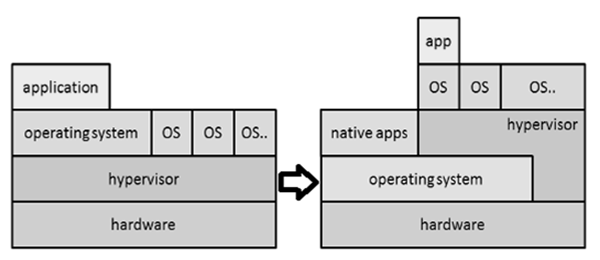 application
operating system OS OS OS..
hypervisor
hardware
app
OS OS OS..
native apps hypervisor
operating system
hardware